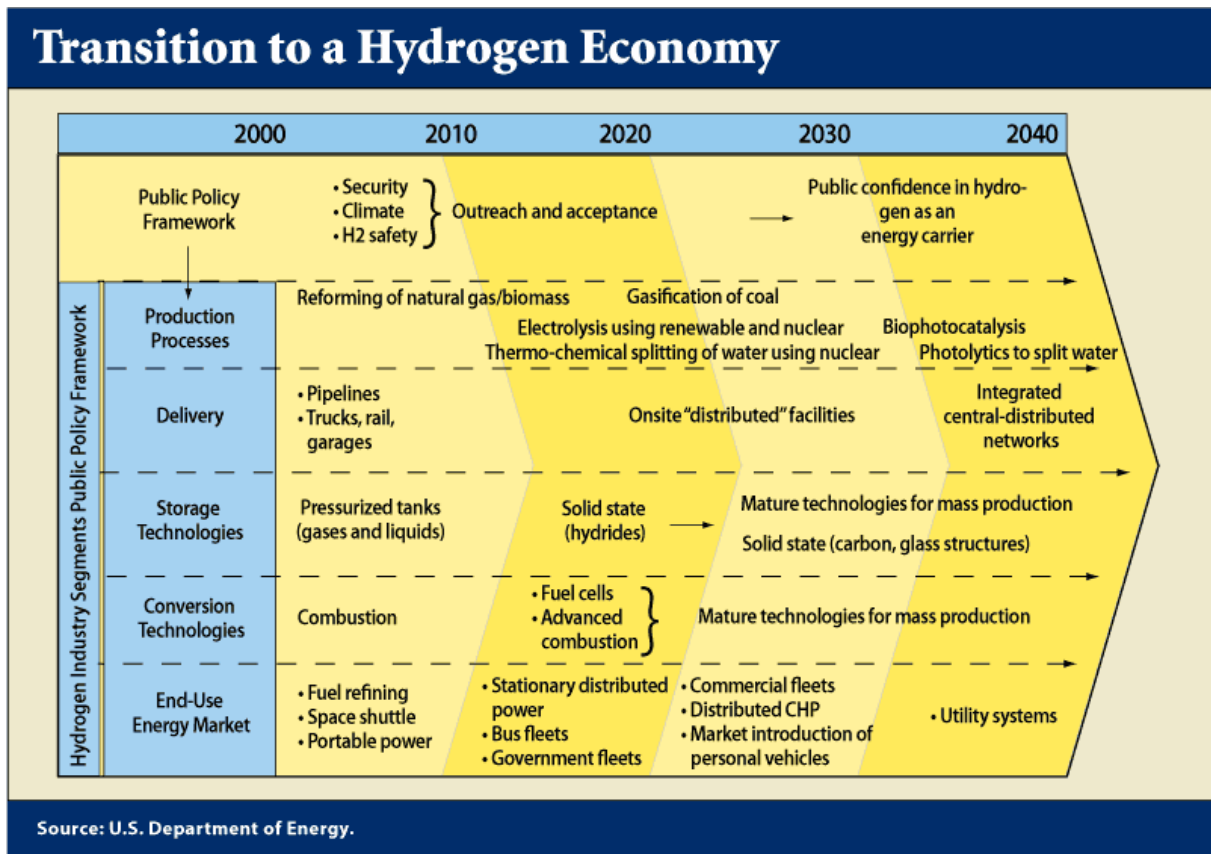 Transition to a Hydrogen Economy
2000 2010 2020 2030 2040
Hydrogen Industry Segments Public Policy Framework
Public Policy
Framework
• Security
• Climate
• H2 safety
Outreach and acceptance
Public confidence in hydro-
gen as an
energy carrier
Production
Processes
Reforming of natural gas/biomass
Gasification of coal
Electrolysis using renewable and nuclear
Thermo-chemical splitting of water using nuclear
Biophotocatalysis
Photolytics to split water
Delivery
• Pipelines
• Trucks, rail,
garages
Onsite “distributed” facilities
Integrated
central-distributed
networks
Storage
Technologies
Pressurized tanks
(gases and liquids)
Solid state
(hydrides)
Mature technologies for mass production
Solid state (carbon, glass structures)
Conversion
Technologies
Combustion
• Fuel cells
• Advanced
combustion
Mature technologies for mass production
End-Use
Energy Market
• Fuel refining
• Space shuttle
• Portable power
• Stationary distributed
power
• Bus fleets
• Government fleets
• Commercial fleets
• Distributed CHP
• Market introduction of
personal vehicles
• Utility systems
Source: U.S. Department of Energy.